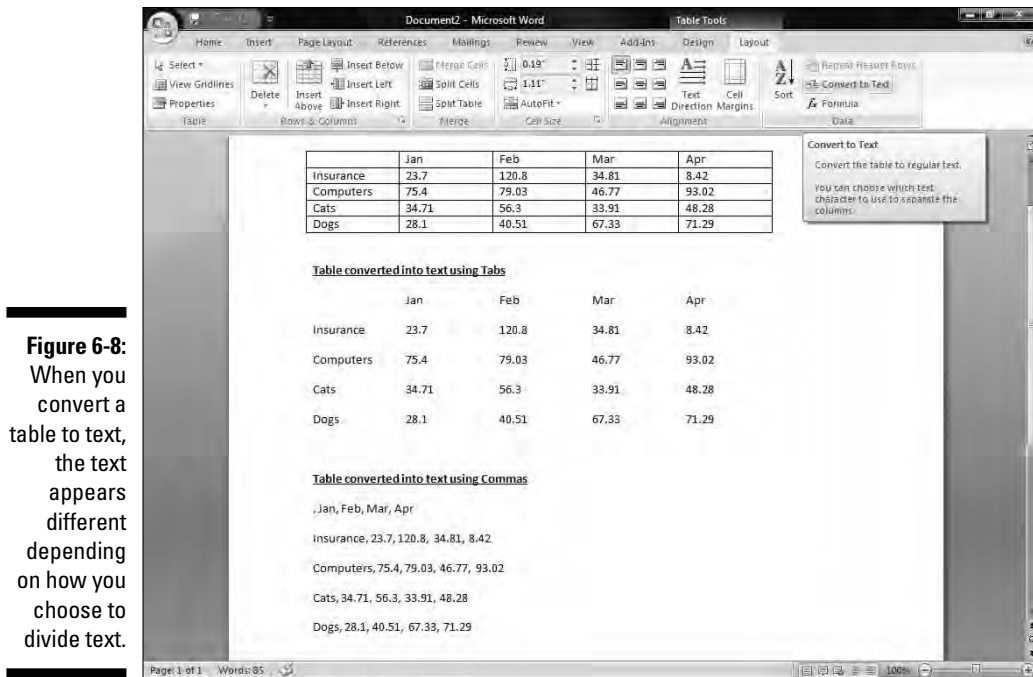 Document2 - Microsoft Word Table Tools
Home Insert Page Layout References Mailings Review View Add-Ins Design Layout
Select
View Gridlines
Properties
Table
Delete
Insert Above
Insert Below
Insert Left
Insert Right
Rows & Columns
Merge Cells
Split Cells
Split Table
Merge
0.19"
1.11"
AutoFit
Cell Size
Text Direction
Cell Margins
Alignment
Sort
Repeat Header Rows
Convert to Text
Formula
Data
Convert to Text
Convert the table to regular text.
You can choose which text
character to use to separate the
columns.
Jan Feb Mar Apr
Insurance 23.7 120.8 34.81 8.42
Computers 75.4 79.03 46.77 93.02
Cats 34.71 56.3 33.91 48.28
Dogs 28.1 40.51 67.33 71.29
Table converted into text using Tabs
Jan Feb Mar Apr
Insurance 23.7 120.8 34.81 8.42
Computers 75.4 79.03 46.77 93.02
Cats 34.71 56.3 33.91 48.28
Dogs 28.1 40.51 67.33 71.29
Table converted into text using Commas
, Jan, Feb, Mar, Apr
Insurance, 23.7, 120.8, 34.81, 8.42
Computers, 75.4, 79.03, 46.77, 93.02
Cats, 34.71, 56.3, 33.91, 48.28
Dogs, 28.1, 40.51, 67.33, 71.29
Page: 1 of 1 Words: 85 100%
Figure 6-8:
When you
convert a
table to text,
the text
appears
different
depending
on how you
choose to
divide text.